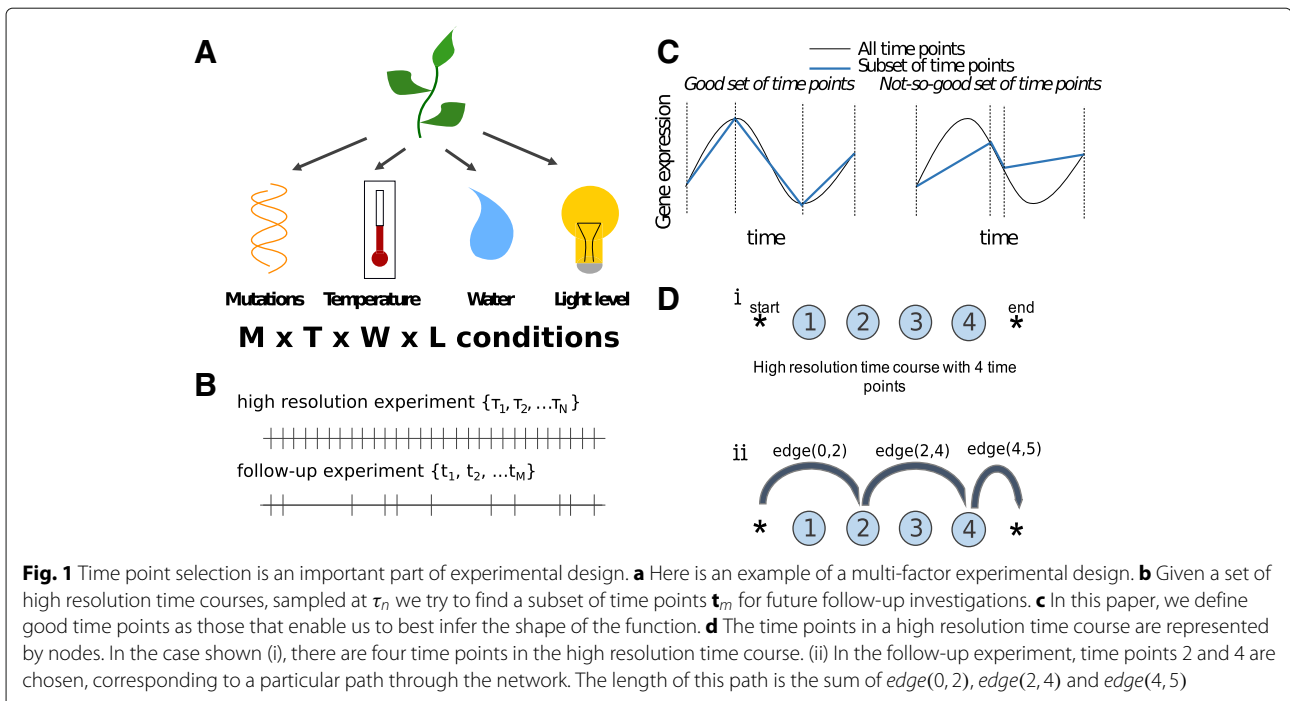 A
Mutations Temperature Water Light level
M x T x W x L conditions
B
high resolution experiment {τ1, τ2, ...τN}
follow-up experiment {t1, t2, ...tM}
C
All time points
Subset of time points
Good set of time points Not-so-good set of time points
Gene expression
time time
D
i
start end
* 1 2 3 4 *
High resolution time course with 4 time
points
ii
edge(0,2) edge(2,4) edge(4,5)
* 1 2 3 4 *
Fig. 1 Time point selection is an important part of experimental design. a Here is an example of a multi-factor experimental design. b Given a set of
high resolution time courses, sampled at τn we try to find a subset of time points tm for future follow-up investigations. c In this paper, we define
good time points as those that enable us to best infer the shape of the function. d The time points in a high resolution time course are represented
by nodes. In the case shown (i), there are four time points in the high resolution time course. (ii) In the follow-up experiment, time points 2 and 4 are
chosen, corresponding to a particular path through the network. The length of this path is the sum of edge(0, 2), edge(2, 4) and edge(4, 5)